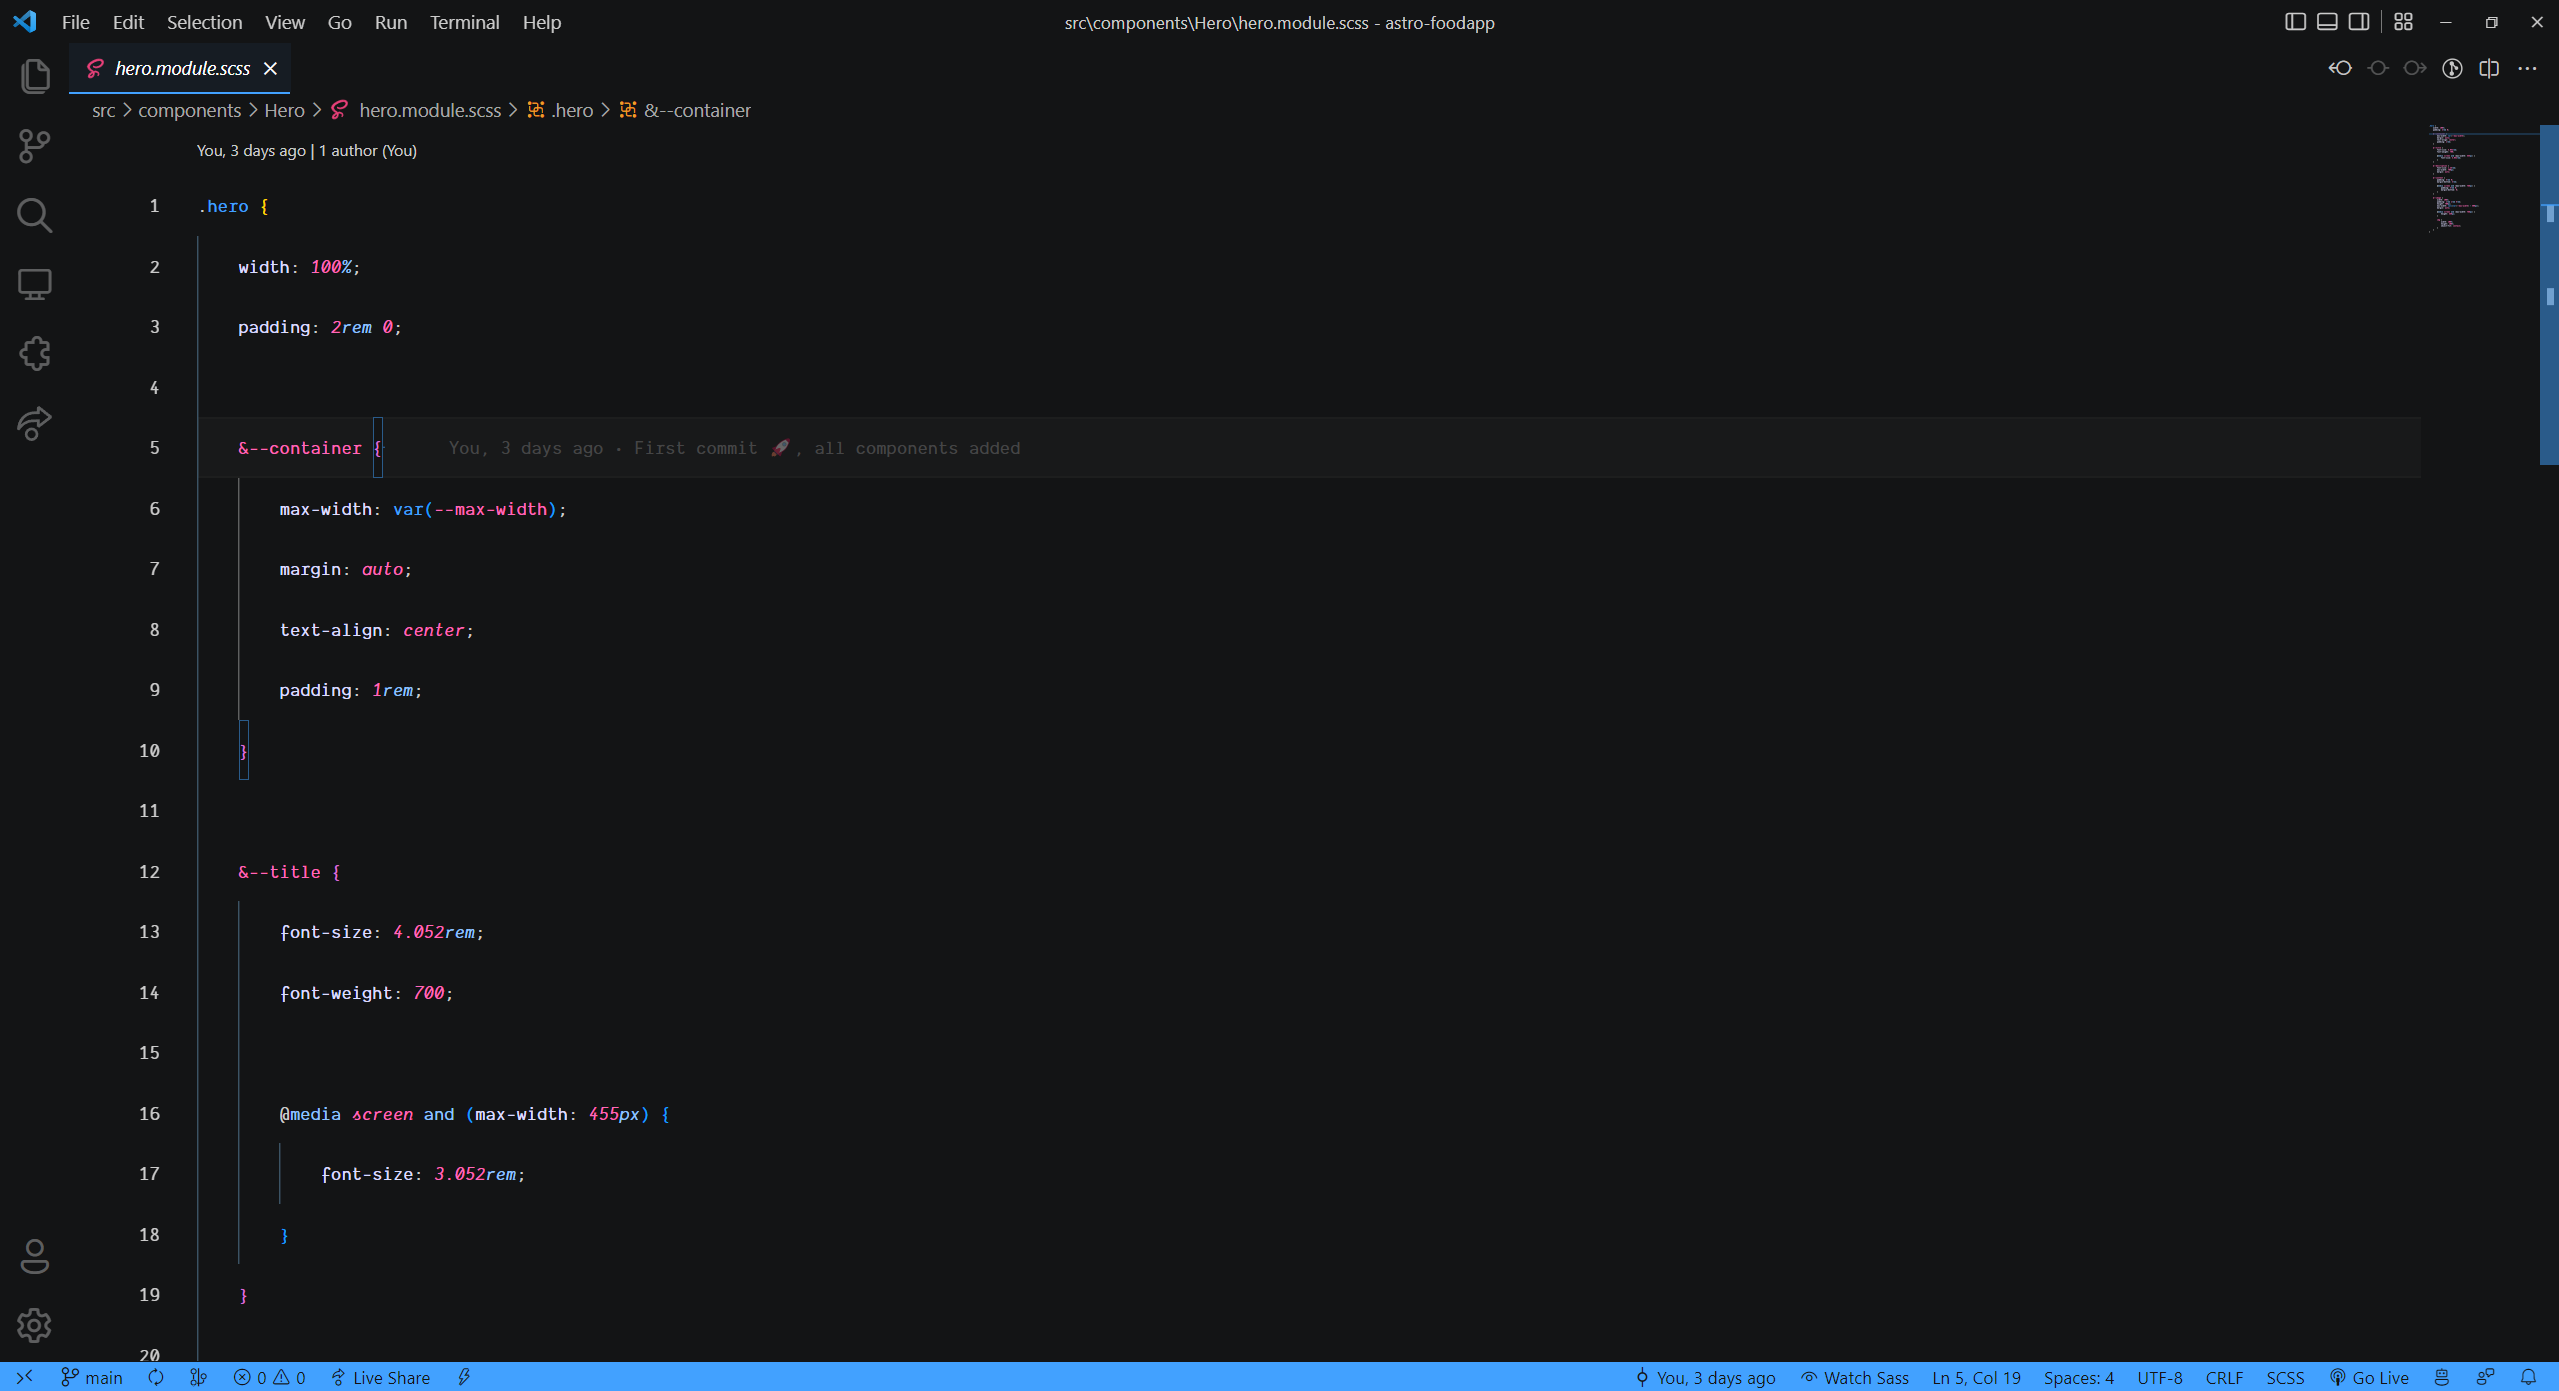 File Edit Selection View Go Run Terminal Help
src\components\Hero\hero.module.scss - astro-foodapp
hero.module.scss
src > components > Hero > hero.module.scss > .hero > &--container
You, 3 days ago | 1 author (You)
1 .hero {
2 width: 100%;
3 padding: 2rem 0;
4
5 &--container { You, 3 days ago · First commit 🚀, all components added
6 max-width: var(--max-width);
7 margin: auto;
8 text-align: center;
9 padding: 1rem;
10 }
11
12 &--title {
13 font-size: 4.052rem;
14 font-weight: 700;
15
16 @media screen and (max-width: 455px) {
17 font-size: 3.052rem;
18 }
19 }
20
main 0 0 Live Share You, 3 days ago Watch Sass Ln 5, Col 19 Spaces: 4 UTF-8 CRLF SCSS Go Live